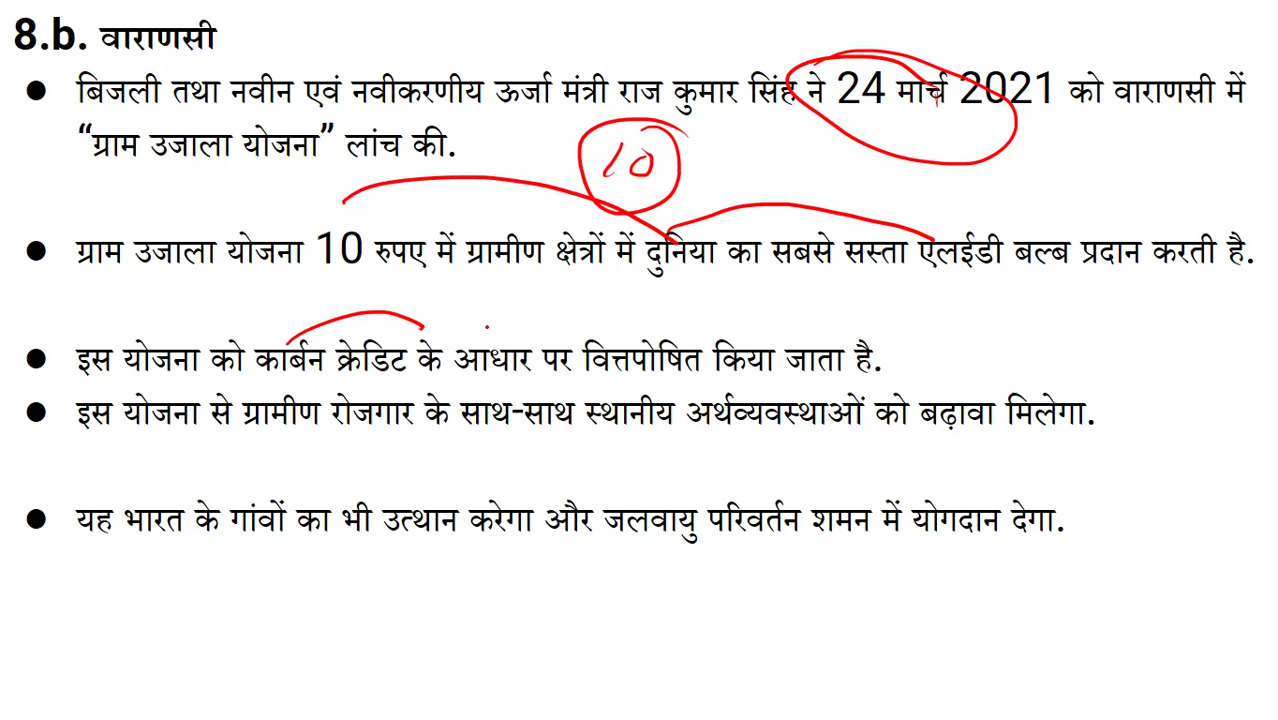 8.b. वाराणसी
● बिजली तथा नवीन एवं नवीकरणीय ऊर्जा मंत्री राज कुमार सिंह ने 24 मार्च 2021 को वाराणसी में
“ग्राम उजाला योजना” लांच की.
10
● ग्राम उजाला योजना 10 रुपए में ग्रामीण क्षेत्रों में दुनिया का सबसे सस्ता एलईडी बल्ब प्रदान करती है.
● इस योजना को कार्बन क्रेडिट के आधार पर वित्तपोषित किया जाता है.
● इस योजना से ग्रामीण रोजगार के साथ-साथ स्थानीय अर्थव्यवस्थाओं को बढ़ावा मिलेगा.
● यह भारत के गांवों का भी उत्थान करेगा और जलवायु परिवर्तन शमन में योगदान देगा.